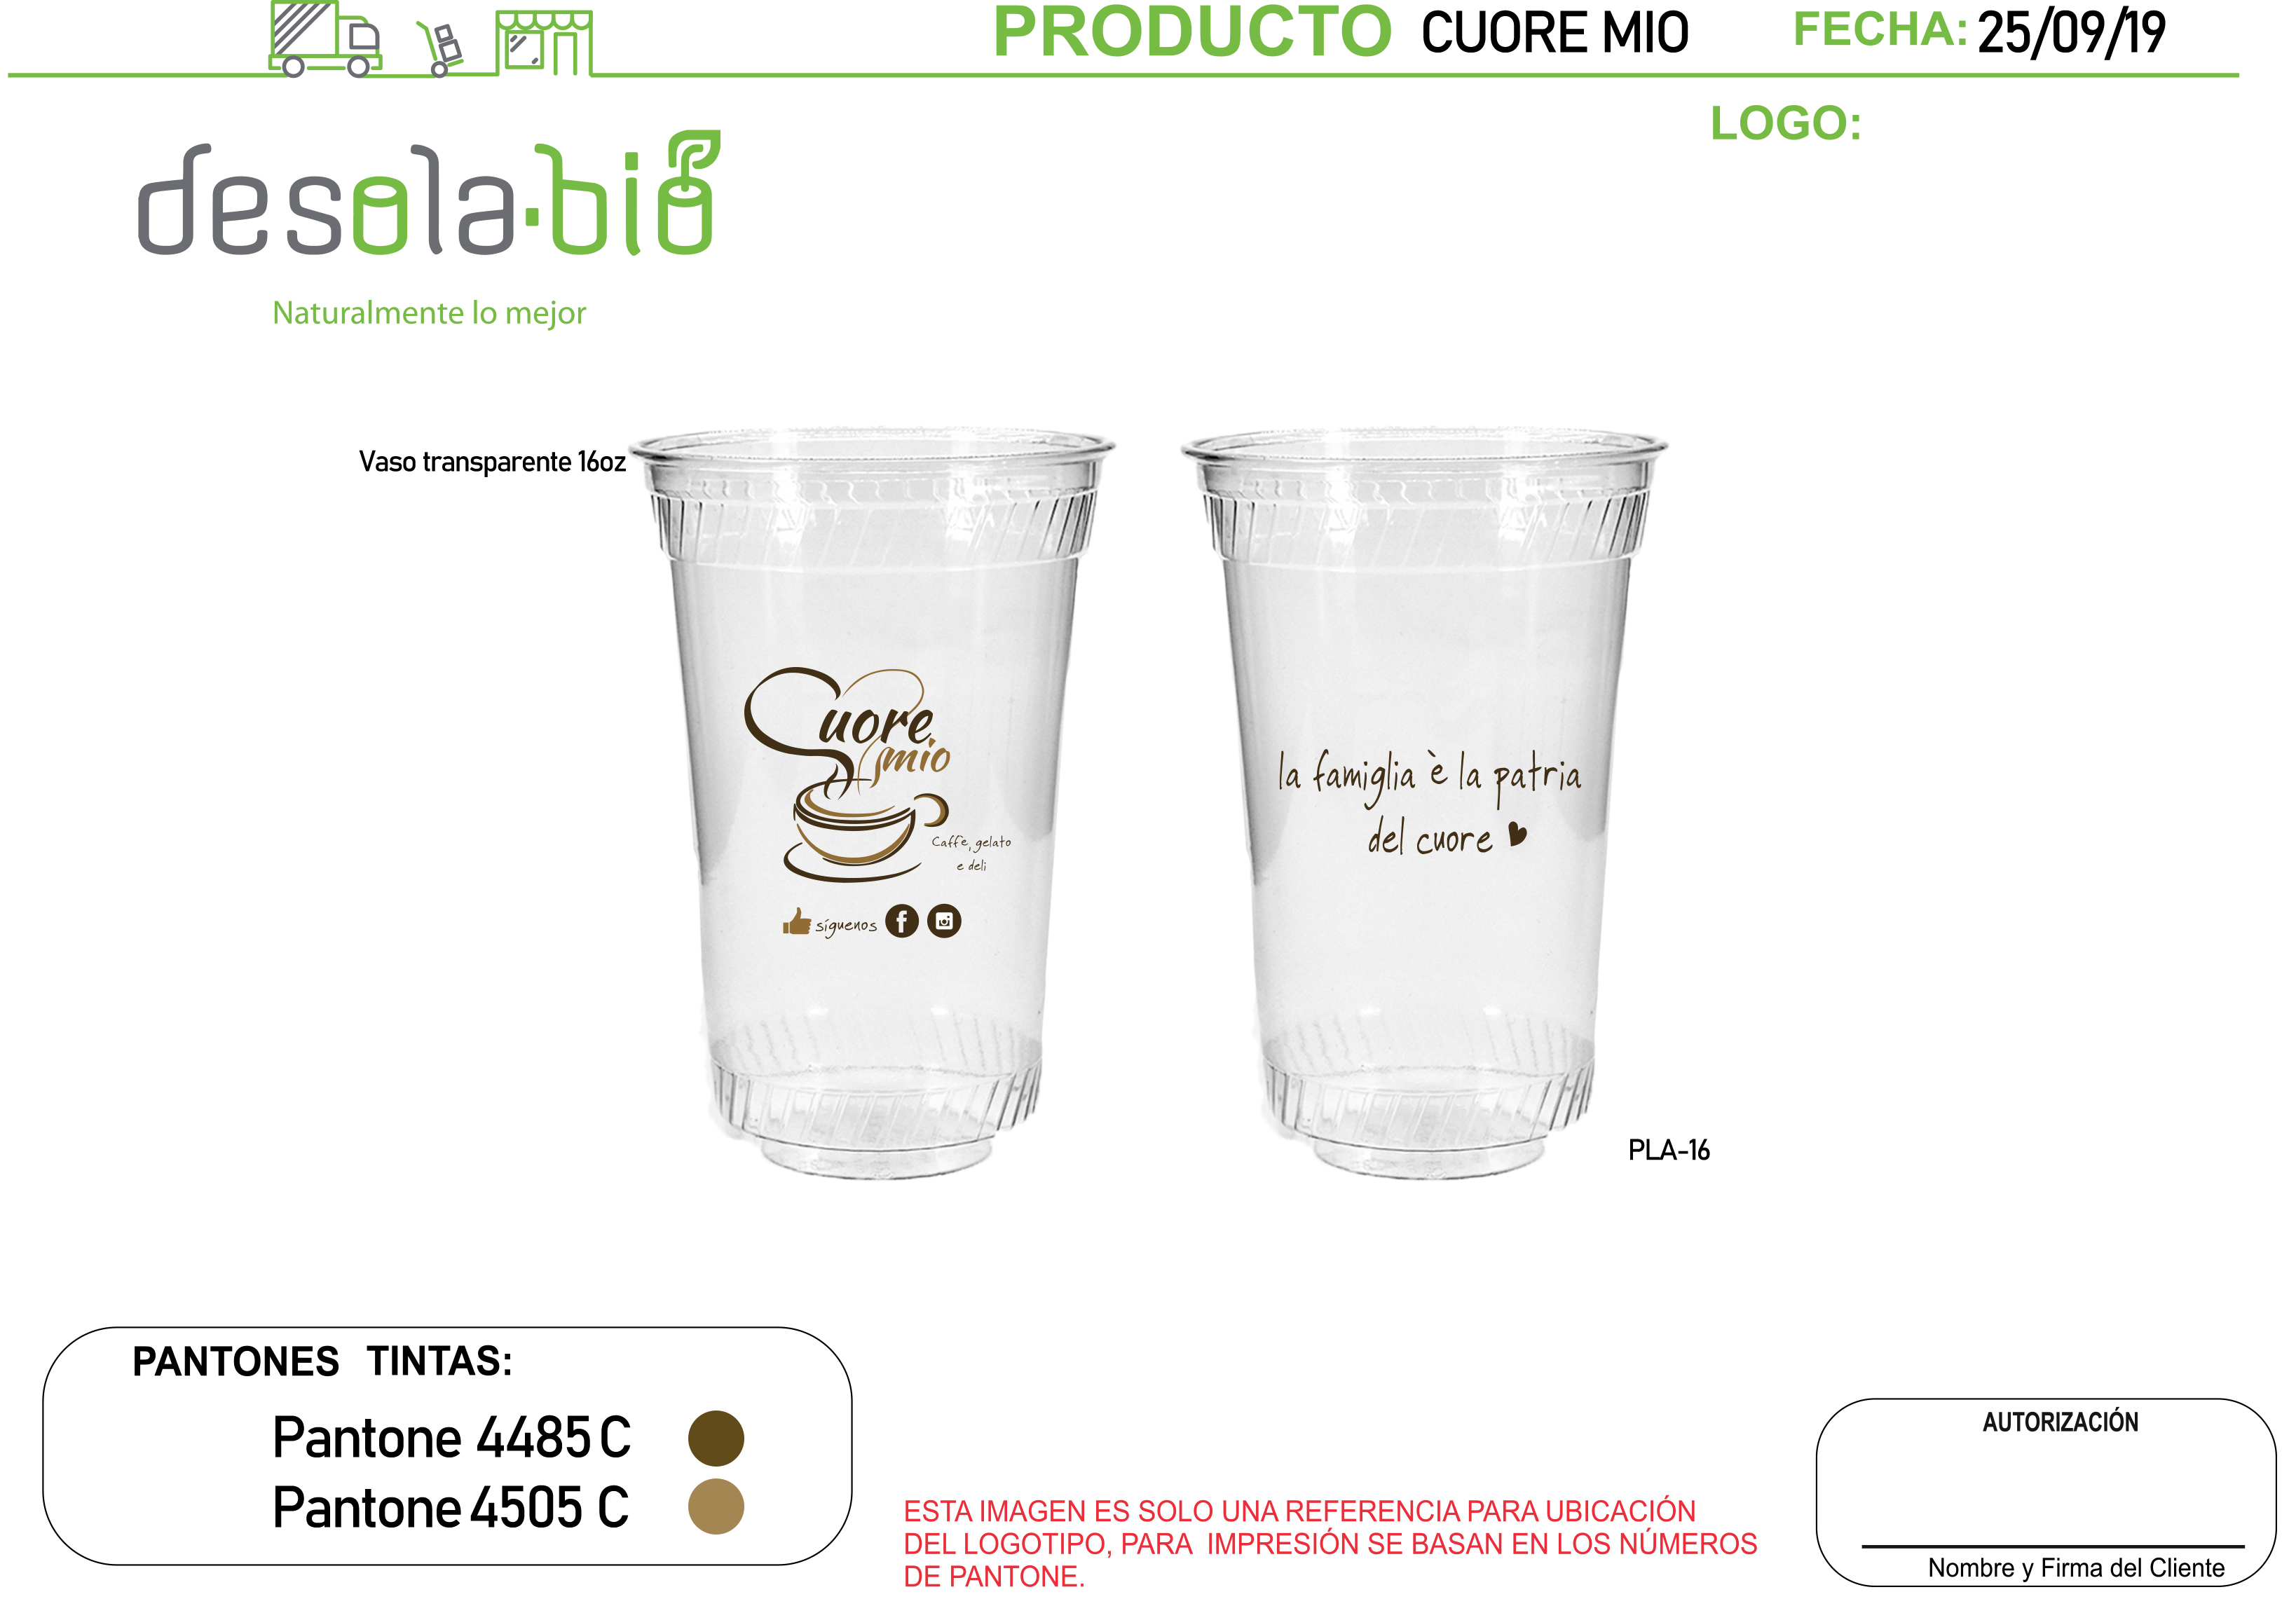 PRODUCTO CUORE MIO FECHA: 25/09/19
LOGO:
desola·bio
Naturalmente lo mejor
Vaso transparente 16oz
Cuore
mio
Caffè, gelato
e deli
síguenos
la famiglia è la patria
del cuore
PLA-16
PANTONES TINTAS:
Pantone 4485 C
Pantone 4505 C
ESTA IMAGEN ES SOLO UNA REFERENCIA PARA UBICACIÓN
DEL LOGOTIPO, PARA IMPRESIÓN SE BASAN EN LOS NÚMEROS
DE PANTONE.
AUTORIZACIÓN
Nombre y Firma del Cliente